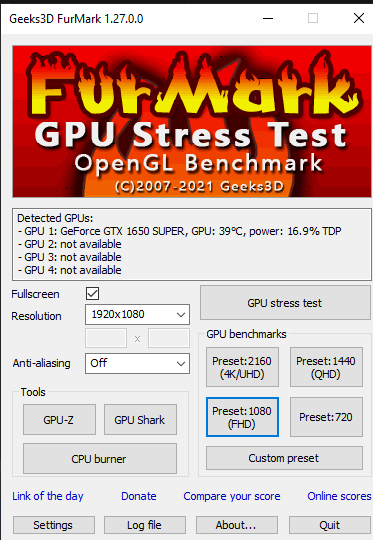 Geeks3D FurMark 1.27.0.0
FurMark
GPU Stress Test
OpenGL Benchmark
(C)2007-2021 Geeks3D
Detected GPUs:
- GPU 1: GeForce GTX 1650 SUPER, GPU: 39°C, power: 16.9% TDP
- GPU 2: not available
- GPU 3: not available
- GPU 4: not available
Fullscreen
Resolution
1920x1080
x
Anti-aliasing
Off
GPU stress test
GPU benchmarks
Preset:2160
(4K/UHD)
Preset:1440
(QHD)
Preset:1080
(FHD)
Preset:720
Custom preset
Tools
GPU-Z
GPU Shark
CPU burner
Link of the day
Donate
Compare your score
Online scores
Settings
Log file
About...
Quit